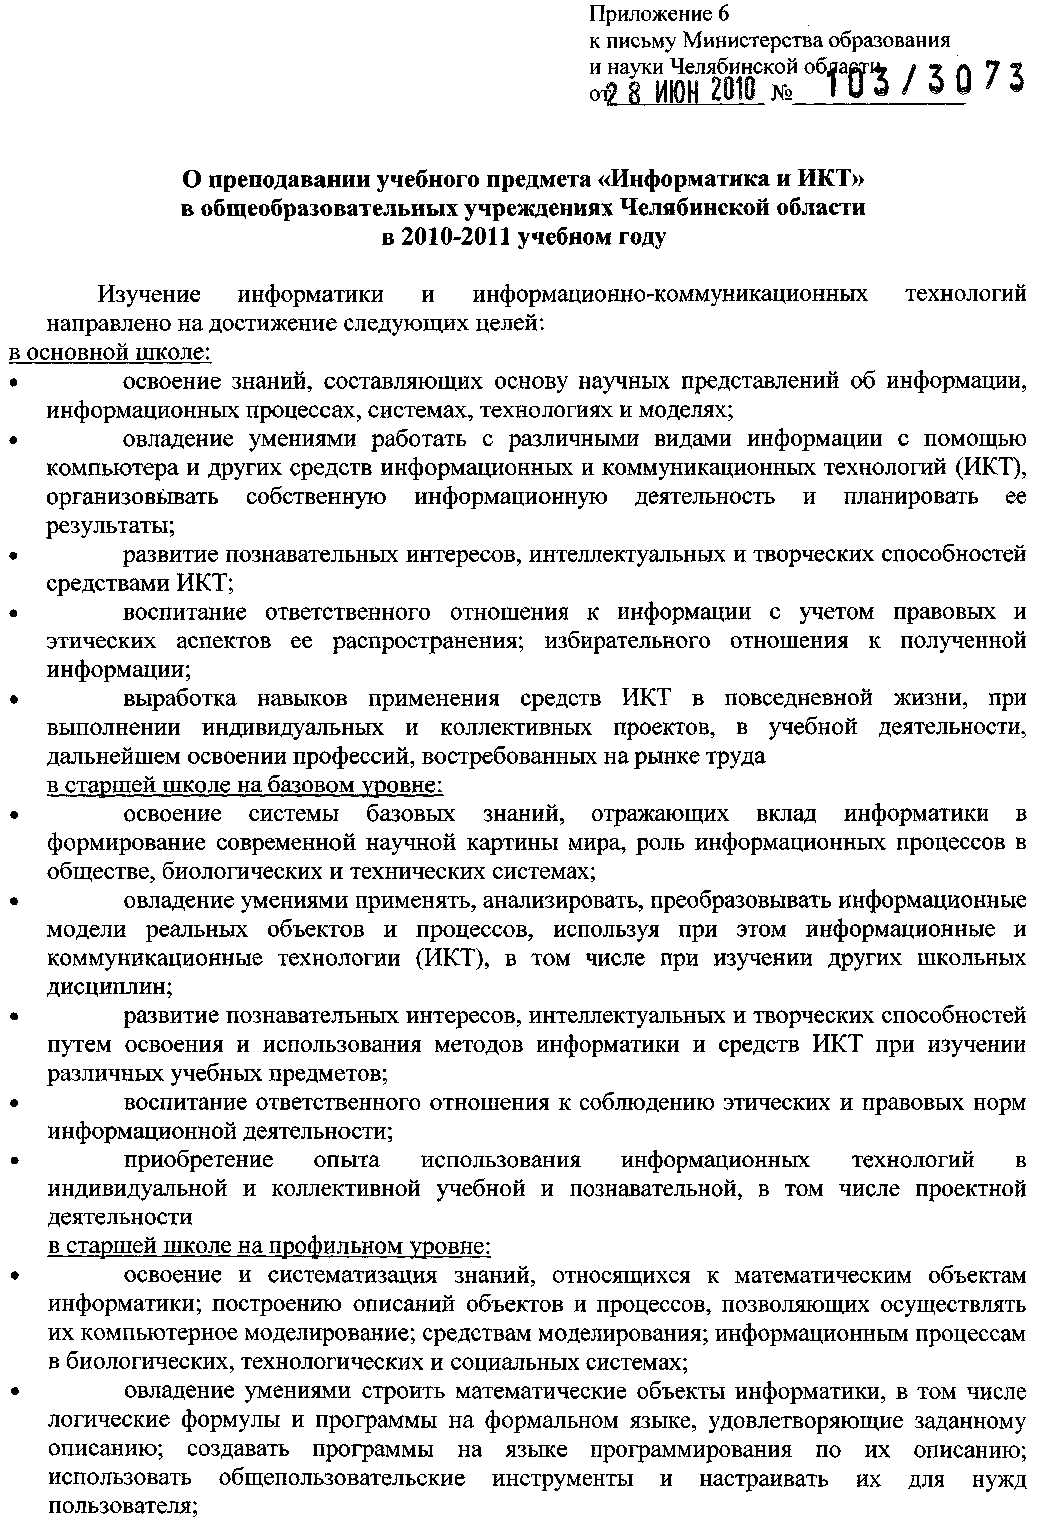 Приложение 6
к письму Министерства образования
и науки Челябинской области
от 28 ИЮН 2010 № 103/3073
О преподавании учебного предмета «Информатика и ИКТ»
в общеобразовательных учреждениях Челябинской области
в 2010-2011 учебном году
Изучение информатики и информационно-коммуникационных технологий
направлено на достижение следующих целей:
в основной школе:
• освоение знаний, составляющих основу научных представлений об информации,
информационных процессах, системах, технологиях и моделях;
• овладение умениями работать с различными видами информации с помощью
компьютера и других средств информационных и коммуникационных технологий (ИКТ),
организовывать собственную информационную деятельность и планировать ее
результаты;
• развитие познавательных интересов, интеллектуальных и творческих способностей
средствами ИКТ;
• воспитание ответственного отношения к информации с учетом правовых и
этических аспектов ее распространения; избирательного отношения к полученной
информации;
• выработка навыков применения средств ИКТ в повседневной жизни, при
выполнении индивидуальных и коллективных проектов, в учебной деятельности,
дальнейшем освоении профессий, востребованных на рынке труда
в старшей школе на базовом уровне:
• освоение системы базовых знаний, отражающих вклад информатики в
формирование современной научной картины мира, роль информационных процессов в
обществе, биологических и технических системах;
• овладение умениями применять, анализировать, преобразовывать информационные
модели реальных объектов и процессов, используя при этом информационные и
коммуникационные технологии (ИКТ), в том числе при изучении других школьных
дисциплин;
• развитие познавательных интересов, интеллектуальных и творческих способностей
путем освоения и использования методов информатики и средств ИКТ при изучении
различных учебных предметов;
• воспитание ответственного отношения к соблюдению этических и правовых норм
информационной деятельности;
• приобретение опыта использования информационных технологий в
индивидуальной и коллективной учебной и познавательной, в том числе проектной
деятельности
в старшей школе на профильном уровне:
• освоение и систематизация знаний, относящихся к математическим объектам
информатики; построению описаний объектов и процессов, позволяющих осуществлять
их компьютерное моделирование; средствам моделирования; информационным процессам
в биологических, технологических и социальных системах;
• овладение умениями строить математические объекты информатики, в том числе
логические формулы и программы на формальном языке, удовлетворяющие заданному
описанию; создавать программы на языке программирования по их описанию;
использовать общепользовательские инструменты и настраивать их для нужд
пользователя;